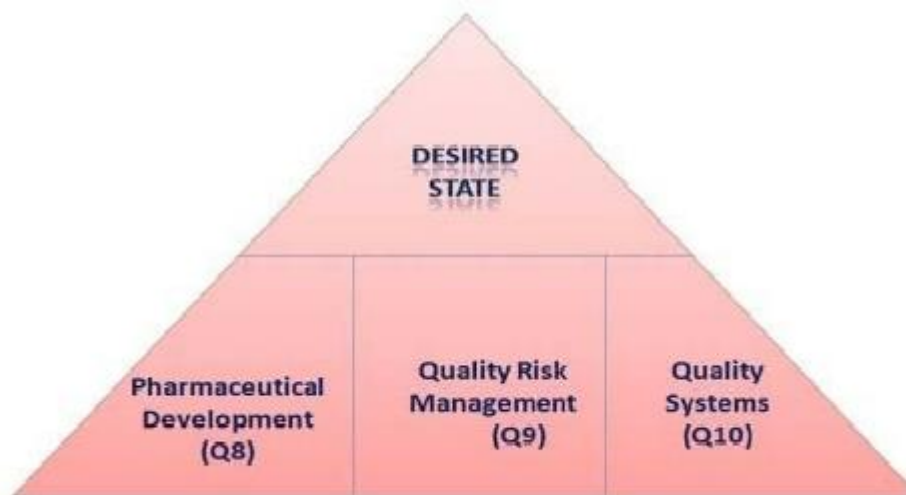 DESIRED
STATE
Pharmaceutical
Development
(Q8)
Quality Risk
Management
(Q9)
Quality
Systems
(Q10)